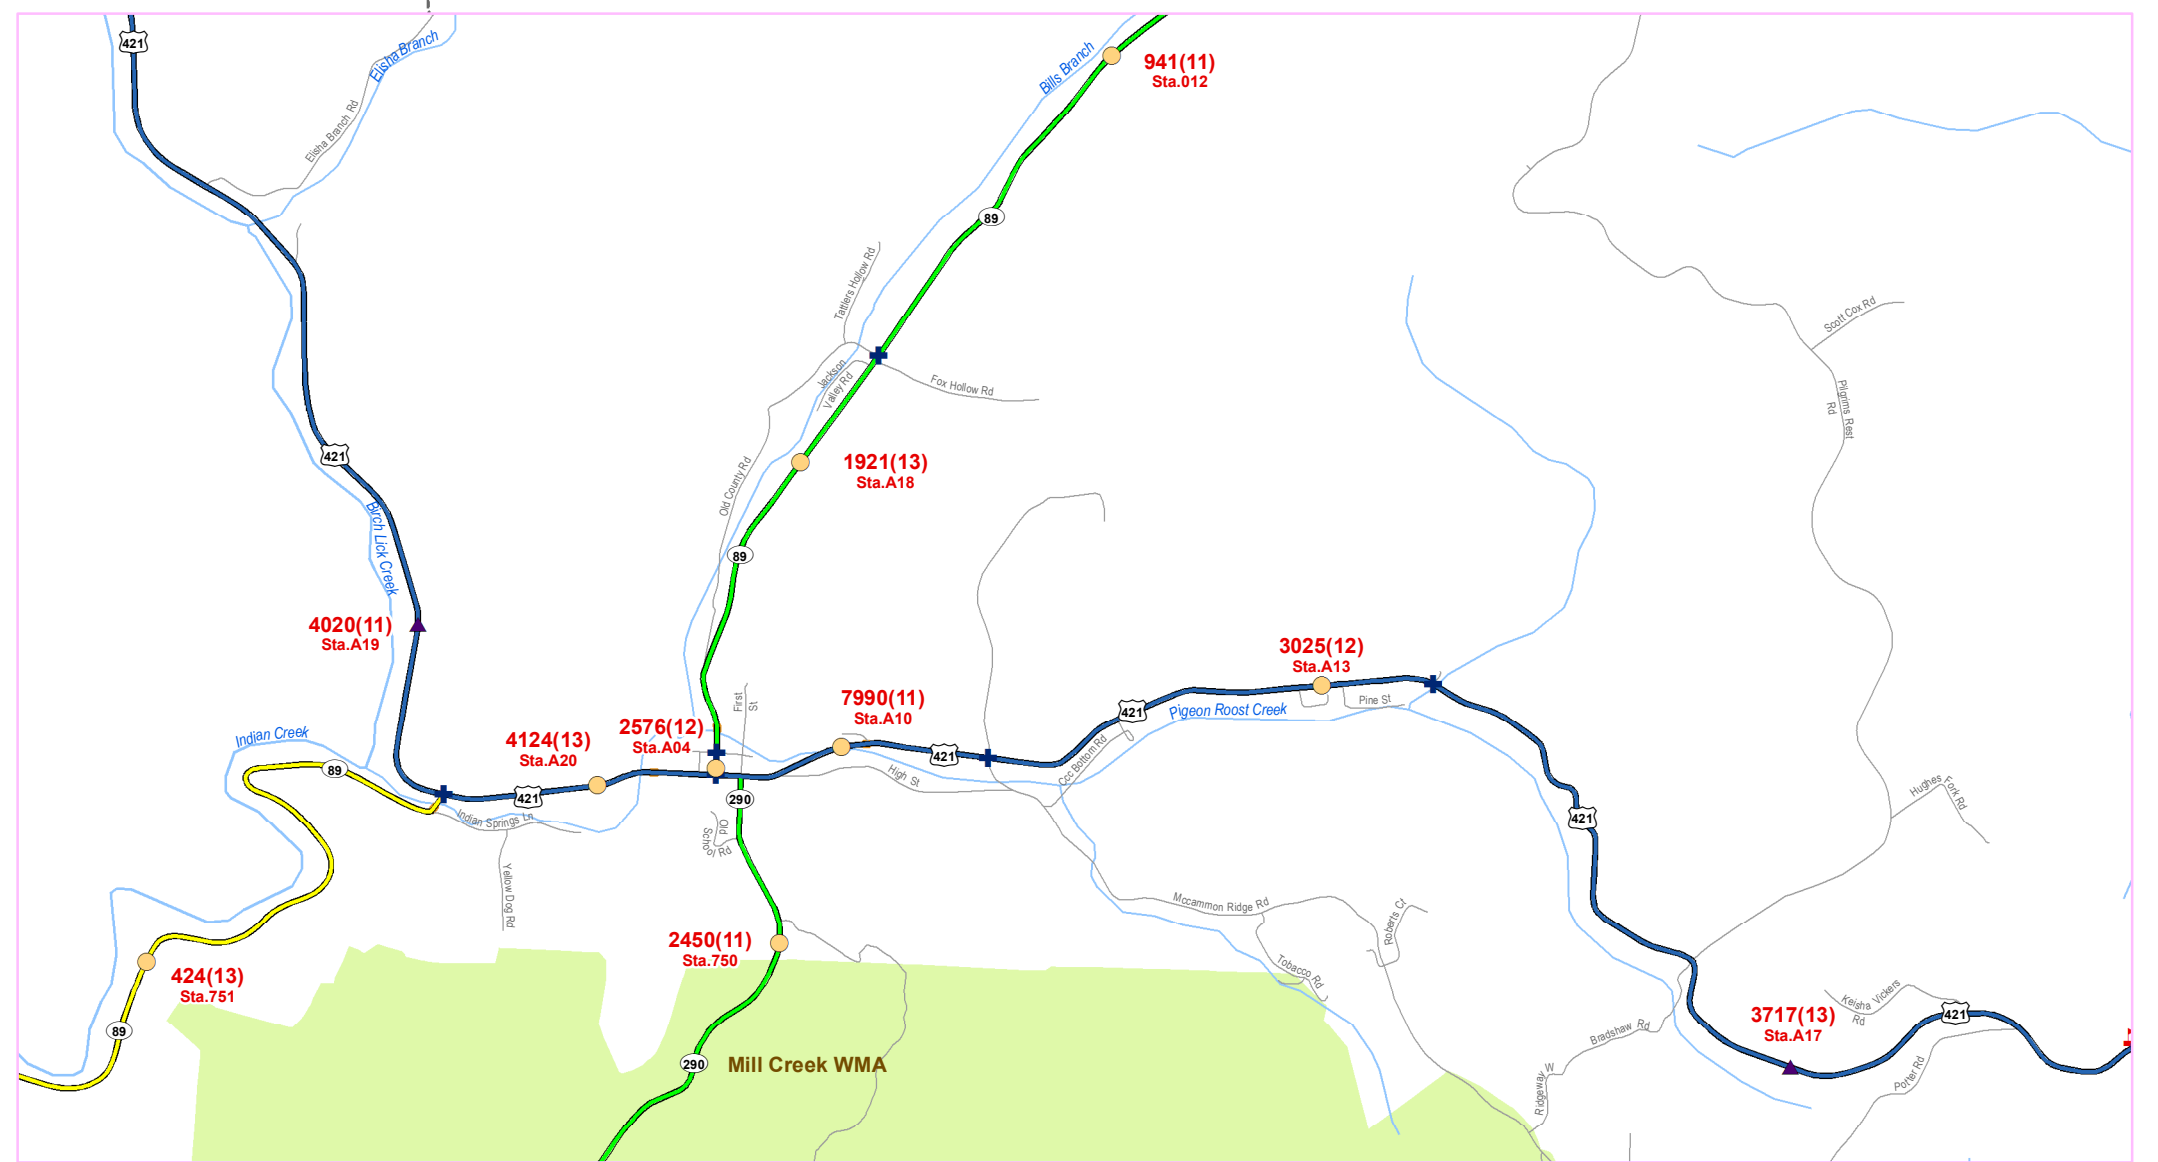 421
Elisha Branch
Elisha Branch Rd
Bills Branch
941(11)
Sta.012
89
Tattlers Hollow Rd
Jackson
Valley Rd
Fox Hollow Rd
Scott Cox Rd
Pilgrims Rest
Rd
421
1921(13)
Sta.A18
Old County Rd
89
Birch Lick Creek
4020(11)
Sta.A19
3025(12)
Sta.A13
Pine St
Pigeon Roost Creek
421
First
St
7990(11)
Sta.A10
2576(12)
Sta.A04
4124(13)
Sta.A20
Indian Creek
89
421
421
High St
Ccc Bottom Rd
290
Indian Springs Ln
Old
School Rd
Yellow Dog Rd
421
Hughes
Fork Rd
Mccammon Ridge Rd
Roberts Ct
Tobacco Rd
2450(11)
Sta.750
424(13)
Sta.751
89
290
Mill Creek WMA
Keisha Vickers
Rd
421
3717(13)
Sta.A17
Bradshaw Rd
Ridgeway W
Porter Rd